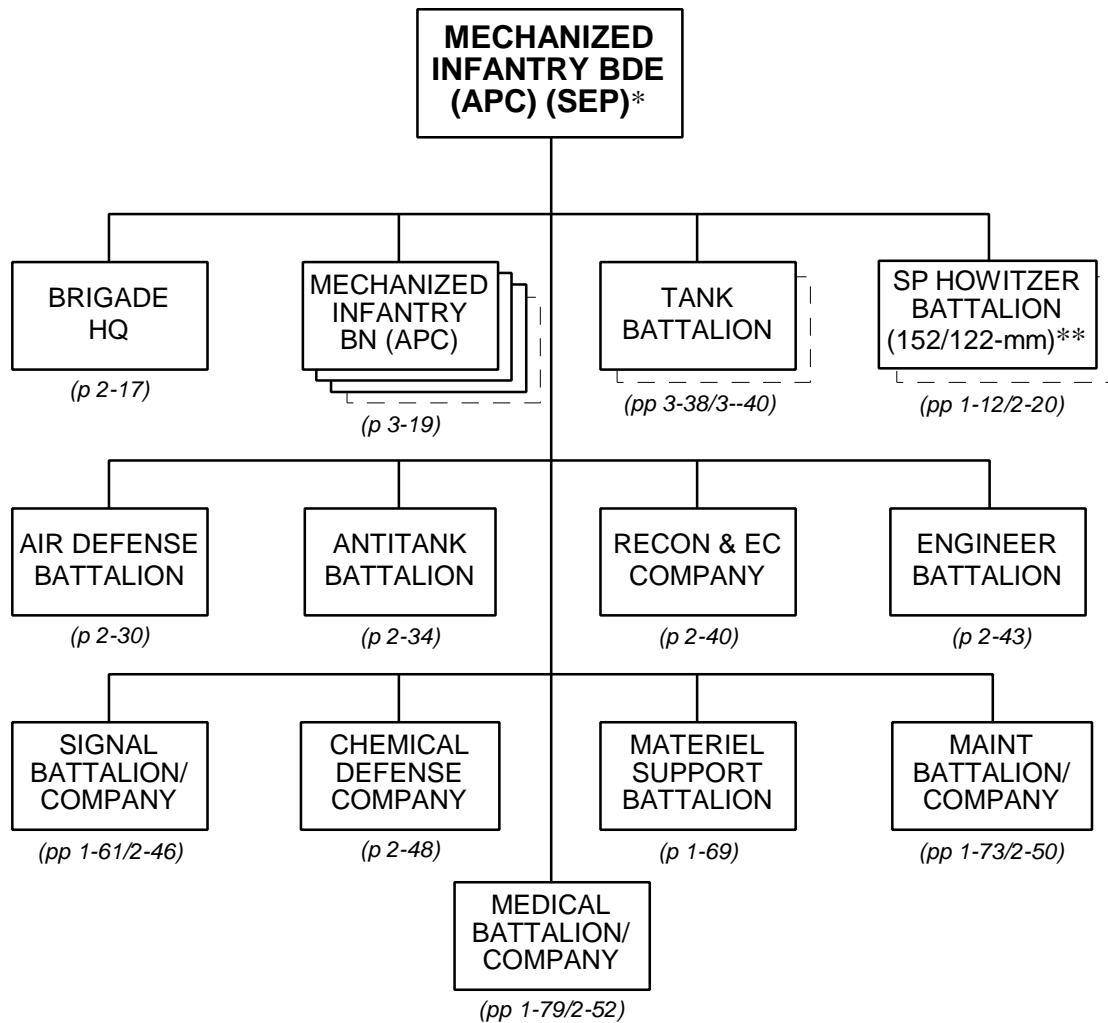 MECHANIZED
INFANTRY BDE
(APC) (SEP)*
BRIGADE
HQ
(p 2-17)
MECHANIZED
INFANTRY
BN (APC)
(p 3-19)
TANK
BATTALION
(pp 3-38/3--40)
SP HOWITZER
BATTALION
(152/122-mm)**
(pp 1-12/2-20)
AIR DEFENSE
BATTALION
(p 2-30)
ANTITANK
BATTALION
(p 2-34)
RECON & EC
COMPANY
(p 2-40)
ENGINEER
BATTALION
(p 2-43)
SIGNAL
BATTALION/
COMPANY
(pp 1-61/2-46)
CHEMICAL
DEFENSE
COMPANY
(p 2-48)
MATERIEL
SUPPORT
BATTALION
(p 1-69)
MAINT
BATTALION/
COMPANY
(pp 1-73/2-50)
MEDICAL
BATTALION/
COMPANY
(pp 1-79/2-52)